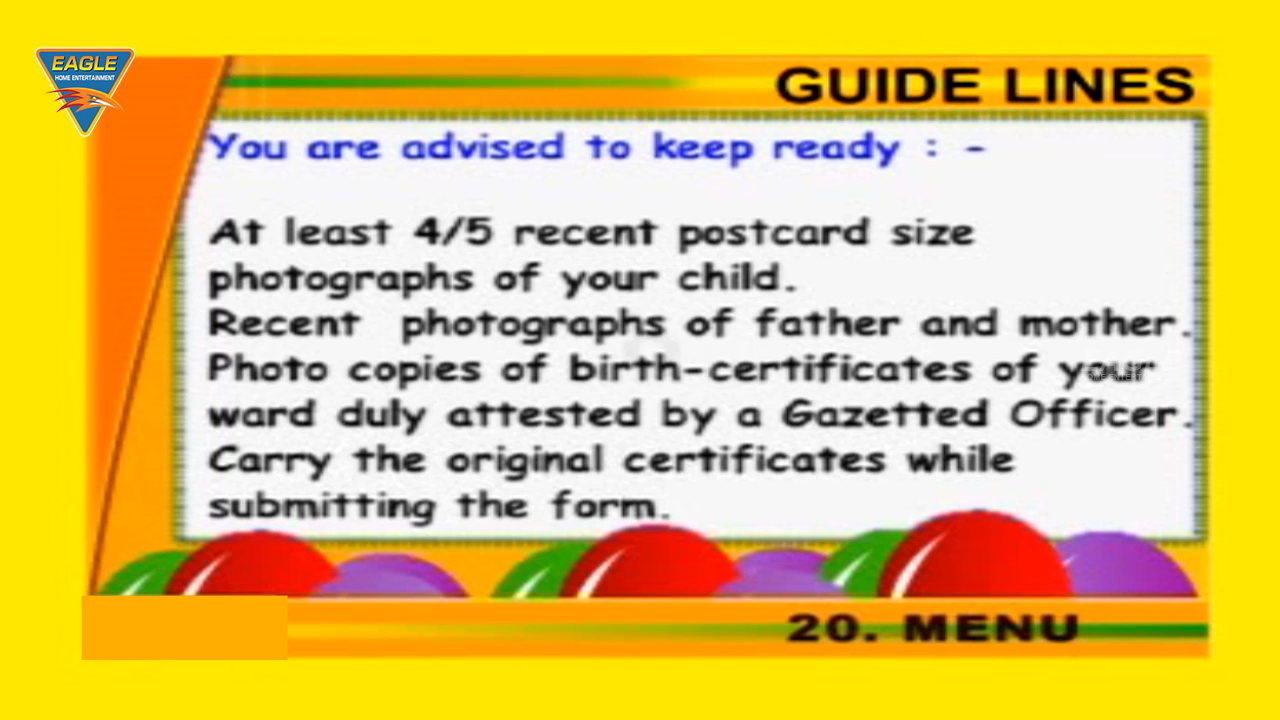 EAGLE
HOME ENTERTAINMENT
GUIDE LINES
You are advised to keep ready : -
At least 4/5 recent postcard size
photographs of your child.
Recent photographs of father and mother.
Photo copies of birth-certificates of your
ward duly attested by a Gazetted Officer.
Carry the original certificates while
submitting the form.
20. MENU